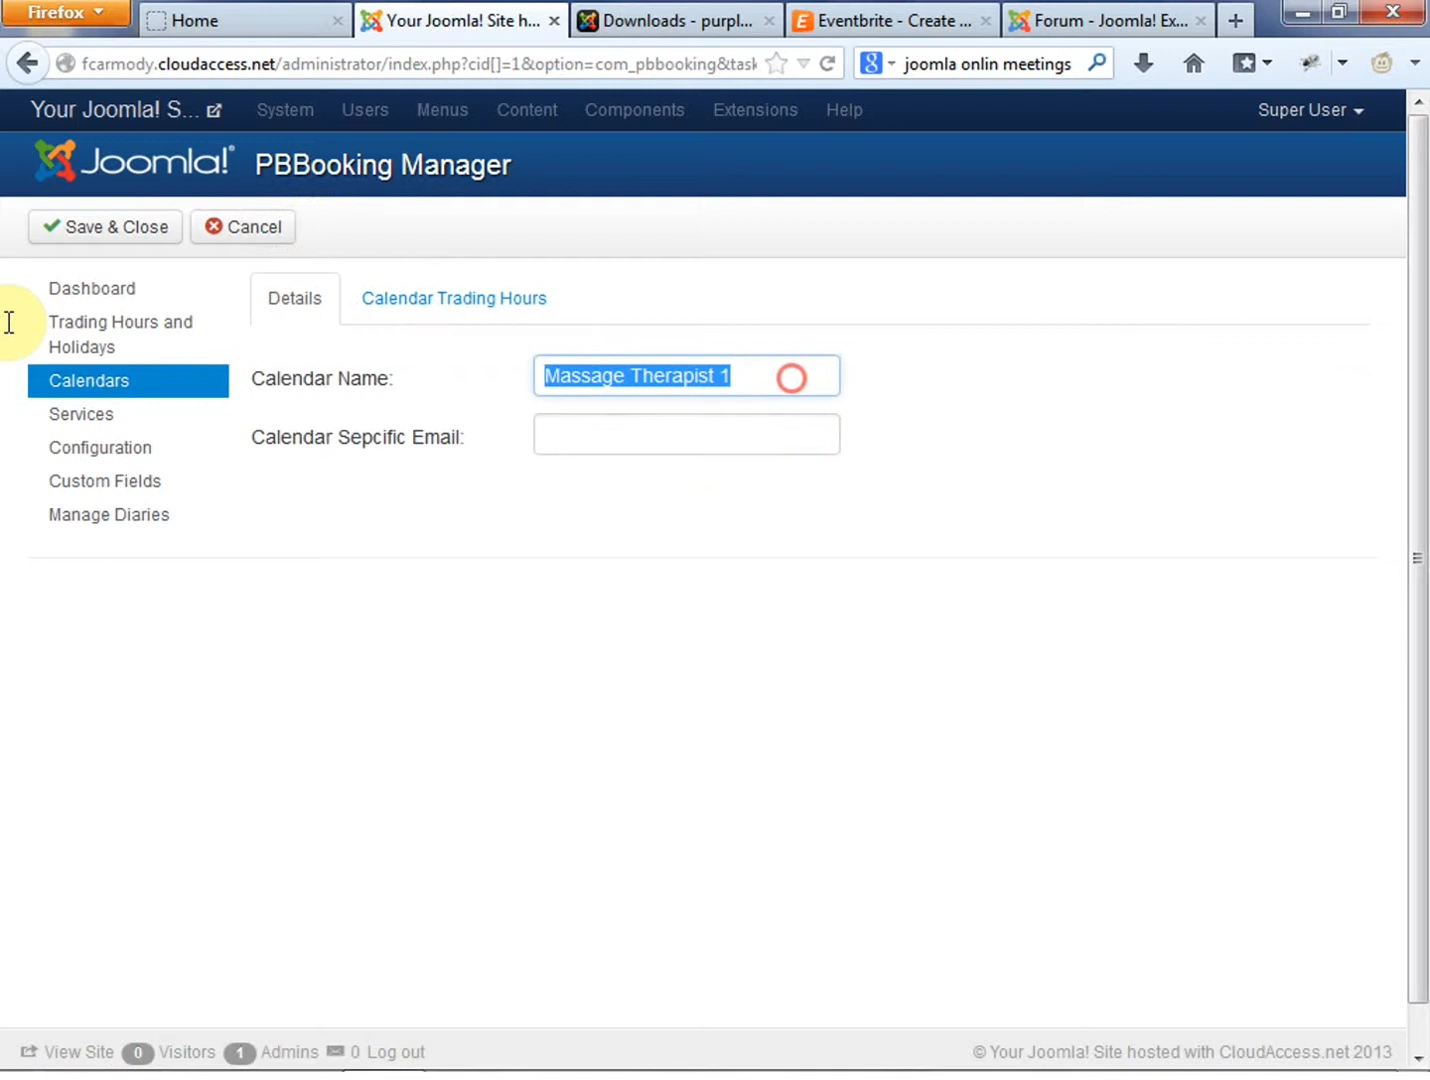 Firefox
Home
Your Joomla! Site h...
Downloads - purpl...
Eventbrite - Create ...
Forum - Joomla! Ex...
fcarmody.cloudaccess.net/administrator/index.php?cid[]=1&option=com_pbbooking&task
joomla onlin meetings
Your Joomla! S...
System
Users
Menus
Content
Components
Extensions
Help
Super User
Joomla!
PBBooking Manager
Save & Close
Cancel
Dashboard
Trading Hours and
Holidays
Calendars
Services
Configuration
Custom Fields
Manage Diaries
Details
Calendar Trading Hours
Calendar Name:
Massage Therapist 1
Calendar Sepcific Email:
View Site
0 Visitors
1 Admins
0 Log out
© Your Joomla! Site hosted with CloudAccess.net 2013